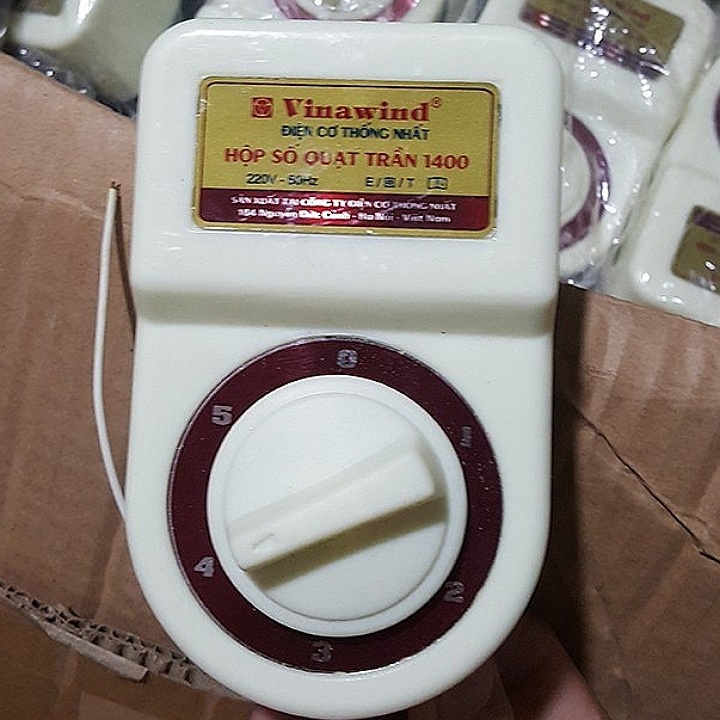 Vinawind®
ĐIỆN CƠ THỐNG NHẤT
HỘP SỐ QUẠT TRẦN 1400
220V - 50Hz E / B / T
SẢN XUẤT TẠI CÔNG TY ĐIỆN CƠ THỐNG NHẤT
164 Nguyễn Đức Cảnh - Hà Nội - Việt Nam
0
5
4
2
3